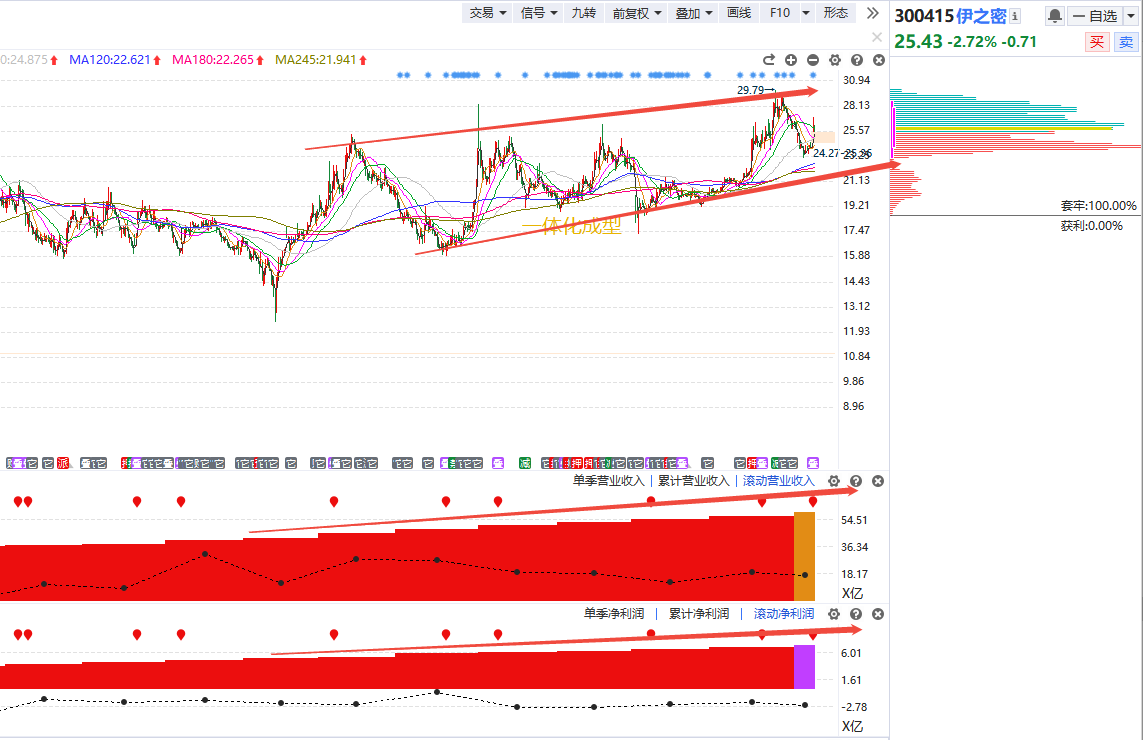 交易 信号 九转 前复权 叠加 画线 F10 形态
300415 伊之密 自选
25.43 -2.72% -0.71 买 卖
0:24.875 MA120:22.621 MA180:22.265 MA245:21.941
30.94
29.79
28.13
25.57
24.27-25.36
21.13
套牢:100.00%
19.21
获利:0.00%
一体化成型
17.47
15.88
14.43
13.12
11.93
10.84
9.86
8.96
派
单季营业收入 | 累计营业收入 | 滚动营业收入
54.51
36.34
18.17
X亿
单季净利润 | 累计净利润 | 滚动净利润
6.01
1.61
-2.78
X亿